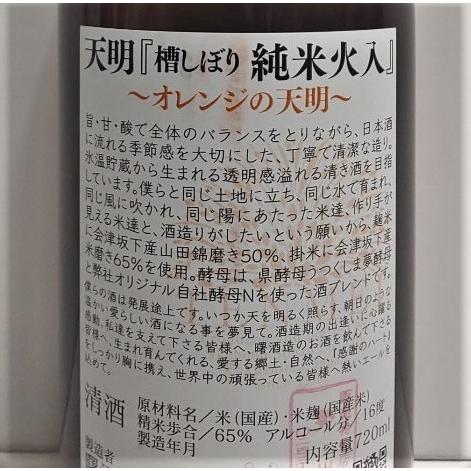 天明『槽しぼり 純米火入』
～オレンジの天明～
旨・甘・酸で全体のバランスをとりながら、日本酒
に流れる季節感を大切にした、丁寧で清潔な造り。
氷温貯蔵から生まれる透明感溢れる清き酒を目指
しています。僕らと同じ土地に立ち、同じ水で育まれ、
同じ風に吹かれ、同じ陽にあたった米達、作り手が
見える米達と、酒造りがしたいという願いから、麹米
に会津坂下産山田錦磨き50%、掛米に会津坂下産
米磨き65%を使用。酵母は、県酵母うつくしま夢酵母
と弊社オリジナル自社酵母Nを使った酒ブレンドです。
僕らの酒は発展途上です。いつか天を明るく照らす、朝日のような
温かい愛らしい酒になる事を夢見て。酒造期の出逢いに心躍る
感動、私達を支えて下さる皆様へ、曙酒造のお酒を飲んで下さる
皆様へ、生まれ育んでくれる、愛する郷土・自然へ、「感謝のハート」
をしっかり胸に携え、世界中の頑張っている皆様へ熱いエールを
込めて。
清酒
原材料名／米(国産)・米麹(国産米)
精米歩合／65% アルコール分／16度
製造年月
内容量720ml
製造者